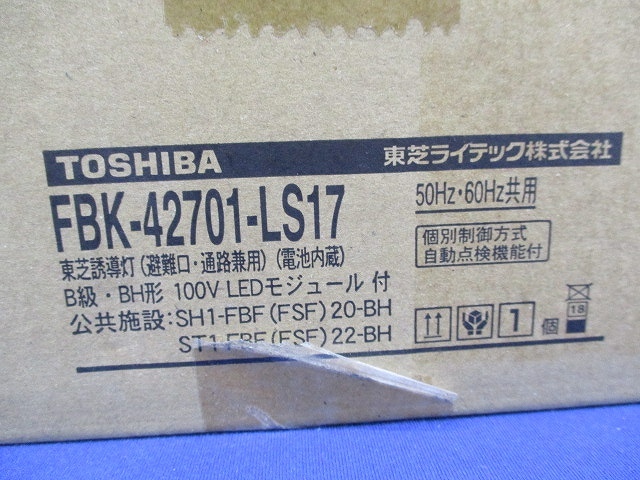 TOSHIBA 東芝ライテック株式会社
FBK-42701-LS17
50Hz・60Hz共用
個別制御方式
自動点検機能付
東芝誘導灯(避難口・通路兼用)(電池内蔵)
B級・BH形 100V LEDモジュール 付
公共施設:SH1-FBF(FSF)20-BH
ST1-FBF(FSF)22-BH
1個
18